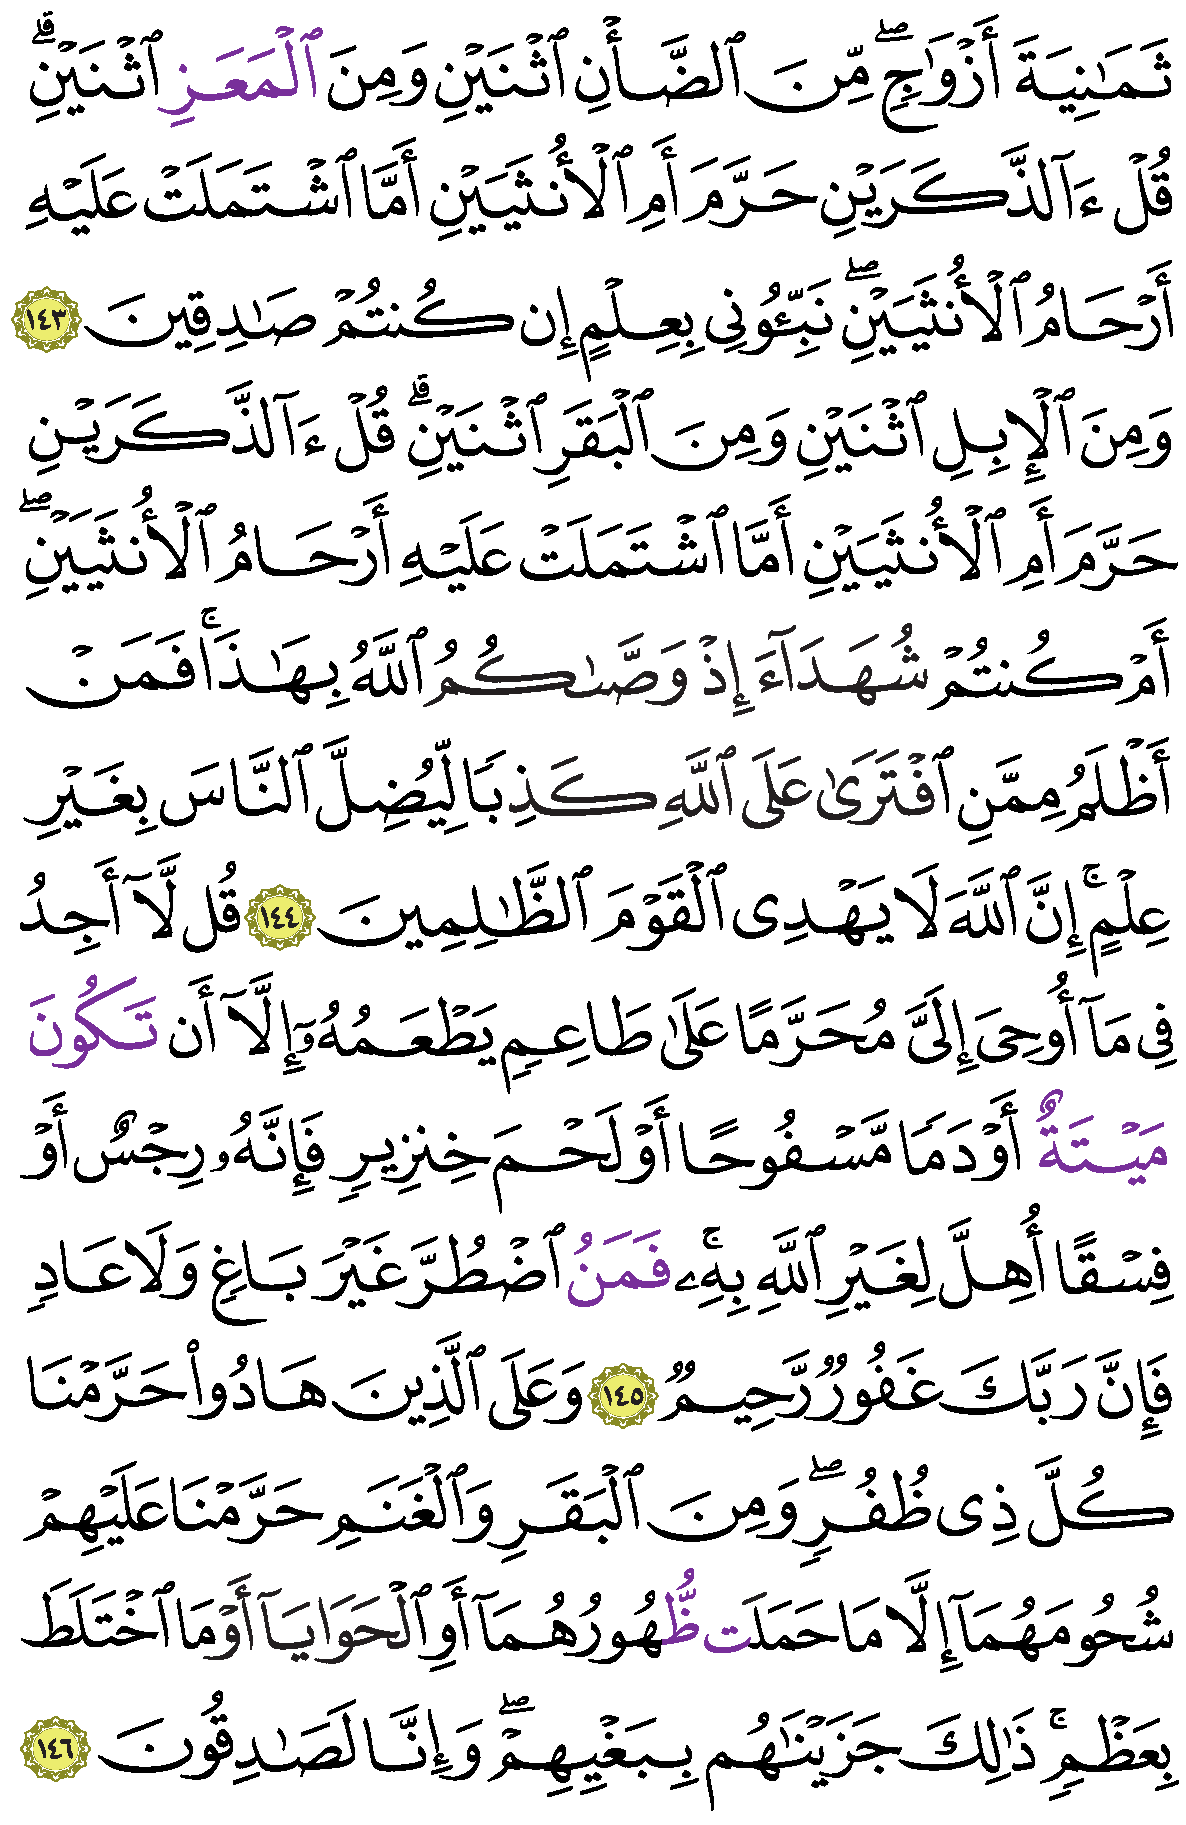 ثَمَـٰنِيَةَ أَزْوَٰجٍۖ مِّنَ ٱلضَّأْنِ ٱثْنَيْنِ وَمِنَ ٱلْمَعَزِ ٱثْنَيْنِۗ
قُلْ ءَآلذَّكَرَيْنِ حَرَّمَ أَمِ ٱلْأُنثَيَيْنِ أَمَّا ٱشْتَمَلَتْ عَلَيْهِ
أَرْحَامُ ٱلْأُنثَيَيْنِۖ نَبِّـُٔونِى بِعِلْمٍ إِن كُنتُمْ صَـٰدِقِينَ ١٤٣
وَمِنَ ٱلْإِبِلِ ٱثْنَيْنِ وَمِنَ ٱلْبَقَرِ ٱثْنَيْنِۗ قُلْ ءَآلذَّكَرَيْنِ
حَرَّمَ أَمِ ٱلْأُنثَيَيْنِ أَمَّا ٱشْتَمَلَتْ عَلَيْهِ أَرْحَامُ ٱلْأُنثَيَيْنِۖ
أَمْ كُنتُمْ شُهَدَآءَ إِذْ وَصَّىٰكُمُ ٱللَّهُ بِهَـٰذَاۚ فَمَنْ
أَظْلَمُ مِمَّنِ ٱفْتَرَىٰ عَلَى ٱللَّهِ كَذِبًا لِّيُضِلَّ ٱلنَّاسَ بِغَيْرِ
عِلْمٍۚ إِنَّ ٱللَّهَ لَا يَهْدِى ٱلْقَوْمَ ٱلظَّـٰلِمِينَ ١٤٤ قُل لَّآ أَجِدُ
فِى مَآ أُوحِىَ إِلَىَّ مُحَرَّمًا عَلَىٰ طَاعِمٍ يَطْعَمُهُۥٓ إِلَّآ أَن تَكُونَ
مَيْتَةٌ أَوْ دَمًا مَّسْفُوحًا أَوْ لَحْمَ خِنزِيرٍ فَإِنَّهُۥ رِجْسٌ أَوْ
فِسْقًا أُهِلَّ لِغَيْرِ ٱللَّهِ بِهِۦۚ فَمَنُ ٱضْطُرَّ غَيْرَ بَاغٍ وَلَا عَادٍ
فَإِنَّ رَبَّكَ غَفُورٌ رَّحِيمٌ ١٤٥ وَعَلَى ٱلَّذِينَ هَادُوا۟ حَرَّمْنَا
كُلَّ ذِى ظُفُرٍۖ وَمِنَ ٱلْبَقَرِ وَٱلْغَنَمِ حَرَّمْنَا عَلَيْهِمْ
شُحُومَهُمَآ إِلَّا مَا حَمَلَت ظُّهُورُهُمَآ أَوِ ٱلْحَوَايَآ أَوْ مَا ٱخْتَلَطَ
بِعَظْمٍۚ ذَٰلِكَ جَزَيْنَـٰهُم بِبَغْيِهِمْۖ وَإِنَّا لَصَـٰدِقُونَ ١٤٦